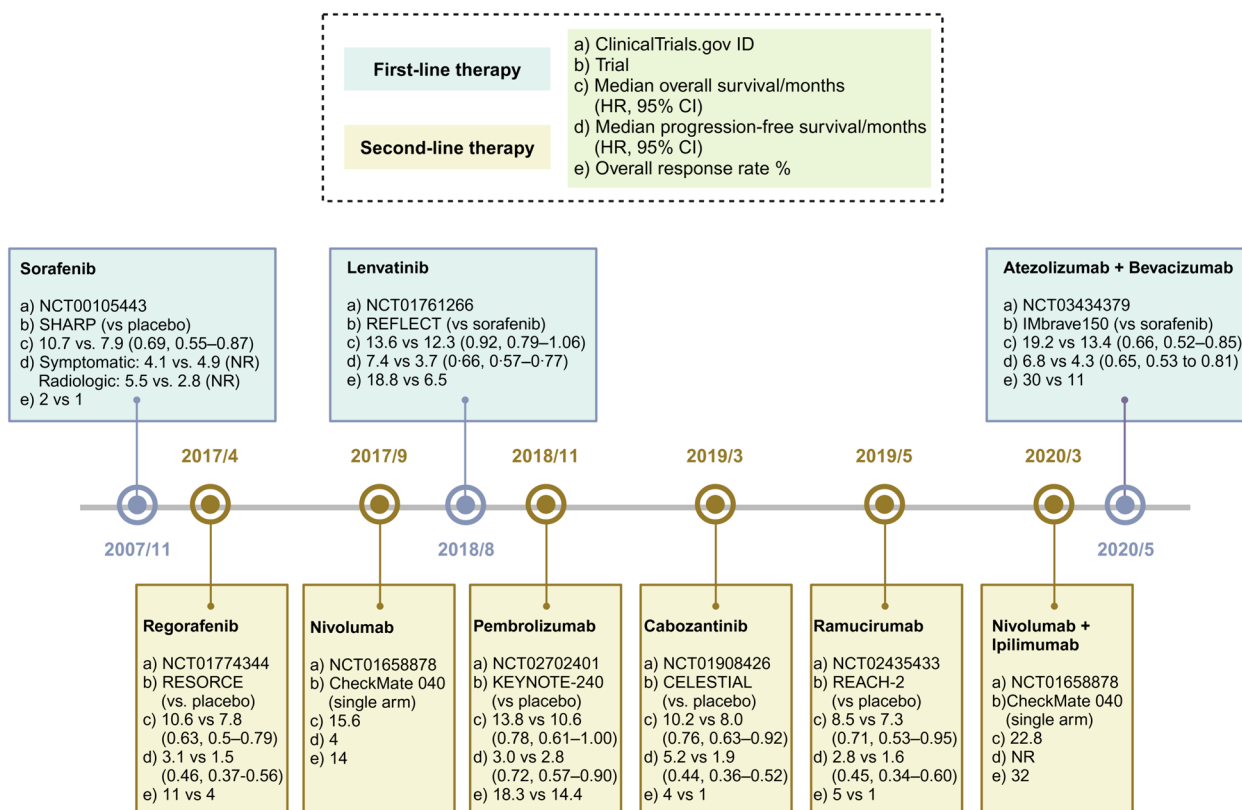 First-line therapy
Second-line therapy
a) ClinicalTrials.gov ID
b) Trial
c) Median overall survival/months
(HR, 95% CI)
d) Median progression-free survival/months
(HR, 95% CI)
e) Overall response rate %
Sorafenib
a) NCT00105443
b) SHARP (vs placebo)
c) 10.7 vs. 7.9 (0.69, 0.55–0.87)
d) Symptomatic: 4.1 vs. 4.9 (NR)
Radiologic: 5.5 vs. 2.8 (NR)
e) 2 vs 1
Lenvatinib
a) NCT01761266
b) REFLECT (vs sorafenib)
c) 13.6 vs 12.3 (0.92, 0.79–1.06)
d) 7.4 vs 3.7 (0·66, 0·57–0·77)
e) 18.8 vs 6.5
Atezolizumab + Bevacizumab
a) NCT03434379
b) IMbrave150 (vs sorafenib)
c) 19.2 vs 13.4 (0.66, 0.52–0.85)
d) 6.8 vs 4.3 (0.65, 0.53 to 0.81)
e) 30 vs 11
2017/4
2017/9
2018/11
2019/3
2019/5
2020/3
2007/11
2018/8
2020/5
Regorafenib
a) NCT01774344
b) RESORCE
(vs. placebo)
c) 10.6 vs 7.8
(0.63, 0.5–0.79)
d) 3.1 vs 1.5
(0.46, 0.37-0.56)
e) 11 vs 4
Nivolumab
a) NCT01658878
b) CheckMate 040
(single arm)
c) 15.6
d) 4
e) 14
Pembrolizumab
a) NCT02702401
b) KEYNOTE-240
(vs placebo)
c) 13.8 vs 10.6
(0.78, 0.61–1.00)
d) 3.0 vs 2.8
(0.72, 0.57–0.90)
e) 18.3 vs 14.4
Cabozantinib
a) NCT01908426
b) CELESTIAL
(vs. placebo)
c) 10.2 vs 8.0
(0.76, 0.63–0.92)
d) 5.2 vs 1.9
(0.44, 0.36–0.52)
e) 4 vs 1
Ramucirumab
a) NCT02435433
b) REACH-2
(vs placebo)
c) 8.5 vs 7.3
(0.71, 0.53–0.95)
d) 2.8 vs 1.6
(0.45, 0.34–0.60)
e) 5 vs 1
Nivolumab +
Ipilimumab
a) NCT01658878
b)CheckMate 040
(single arm)
c) 22.8
d) NR
e) 32